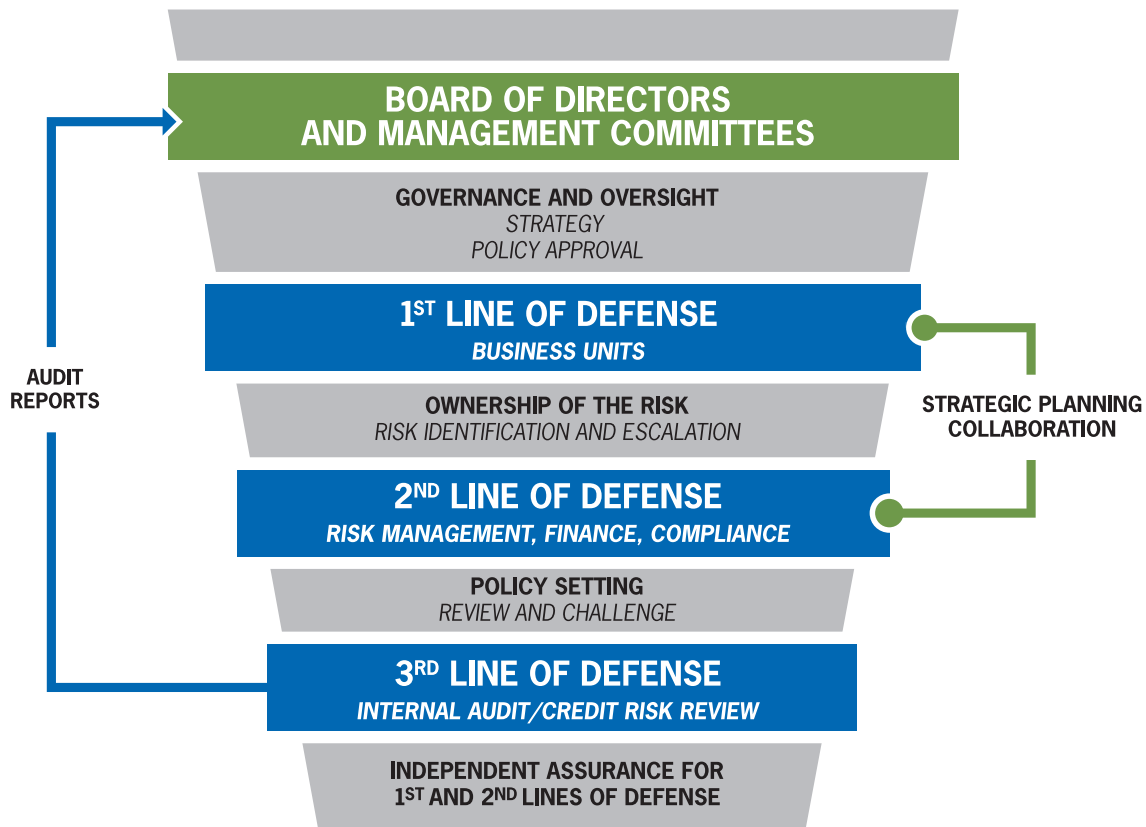 BOARD OF DIRECTORS
AND MANAGEMENT COMMITTEES
GOVERNANCE AND OVERSIGHT
STRATEGY
POLICY APPROVAL
1ST LINE OF DEFENSE
BUSINESS UNITS
AUDIT
REPORTS
OWNERSHIP OF THE RISK
RISK IDENTIFICATION AND ESCALATION
STRATEGIC PLANNING
COLLABORATION
2ND LINE OF DEFENSE
RISK MANAGEMENT, FINANCE, COMPLIANCE
POLICY SETTING
REVIEW AND CHALLENGE
3RD LINE OF DEFENSE
INTERNAL AUDIT/CREDIT RISK REVIEW
INDEPENDENT ASSURANCE FOR
1ST AND 2ND LINES OF DEFENSE